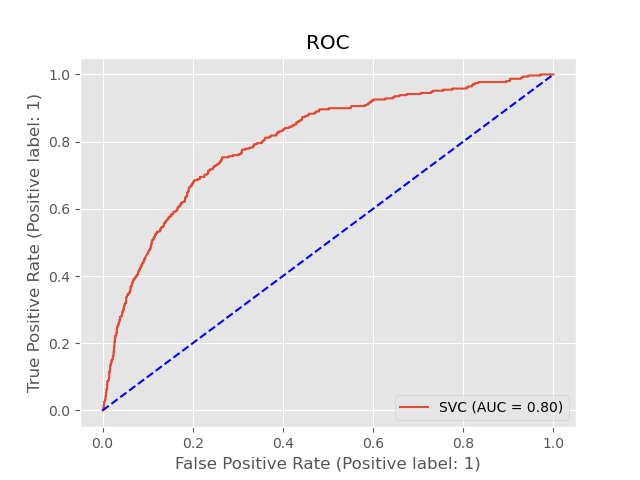 ROC
True Positive Rate (Positive label: 1)
1.0
0.8
0.6
0.4
0.2
0.0
SVC (AUC = 0.80)
0.0 0.2 0.4 0.6 0.8 1.0
False Positive Rate (Positive label: 1)